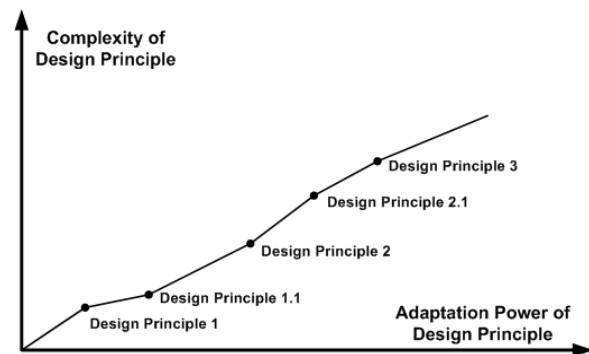 Complexity of
Design Principle
Design Principle 3
Design Principle 2.1
Design Principle 2
Design Principle 1.1
Design Principle 1
Adaptation Power of
Design Principle